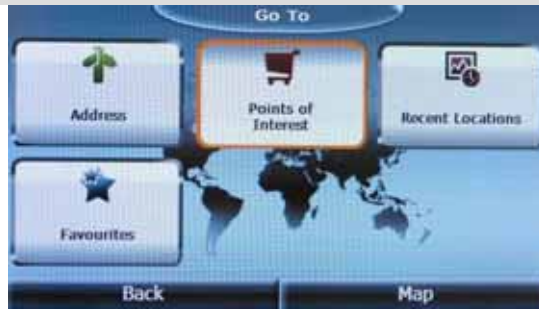 Go To
Address
Points of
Interest
Recent Locations
Favourites
Back
Map